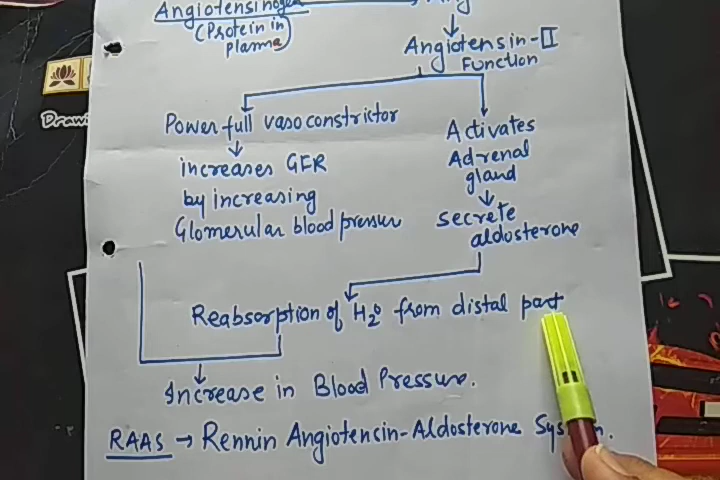 Angiotensinogen
(Protein in
plasma)
Angiotensin-II
Function
Powerfull vasoconstrictor
increases GFR
by increasing
Glomerular blood pressure
Activates
Adrenal
gland
secrete
aldosterone
Reabsorption of H2O from distal part
Increase in Blood Pressure.
RAAS → Rennin Angiotencin-Aldosterone System.